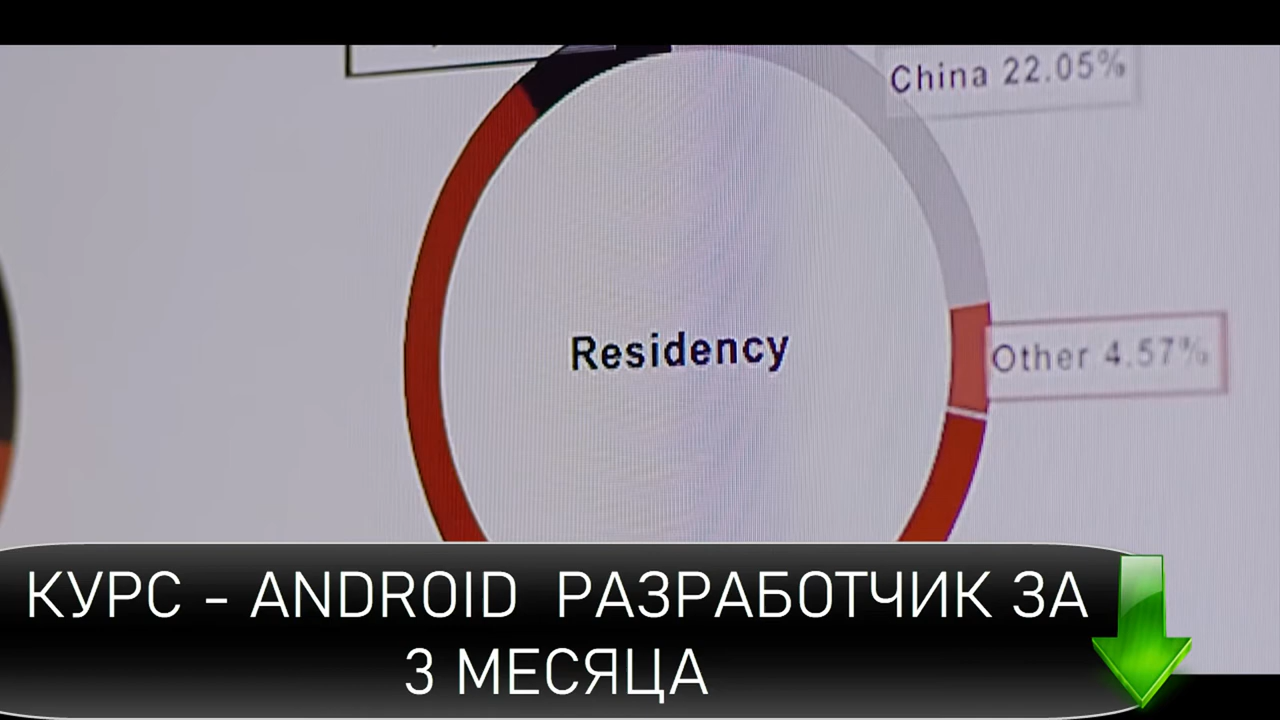 China 22.05%
Residency
Other 4.57%
КУРС - ANDROID РАЗРАБОТЧИК ЗА
3 МЕСЯЦА